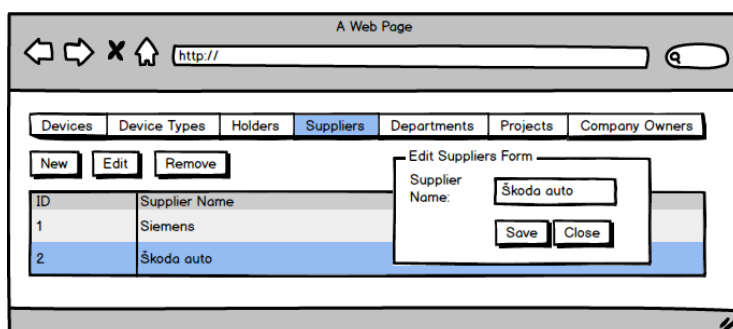 A Web Page
http://
Devices Device Types Holders Suppliers Departments Projects Company Owners
New Edit Remove
Edit Suppliers Form
Supplier
Name:
Škoda auto
Save Close
ID Supplier Name
1 Siemens
2 Škoda auto